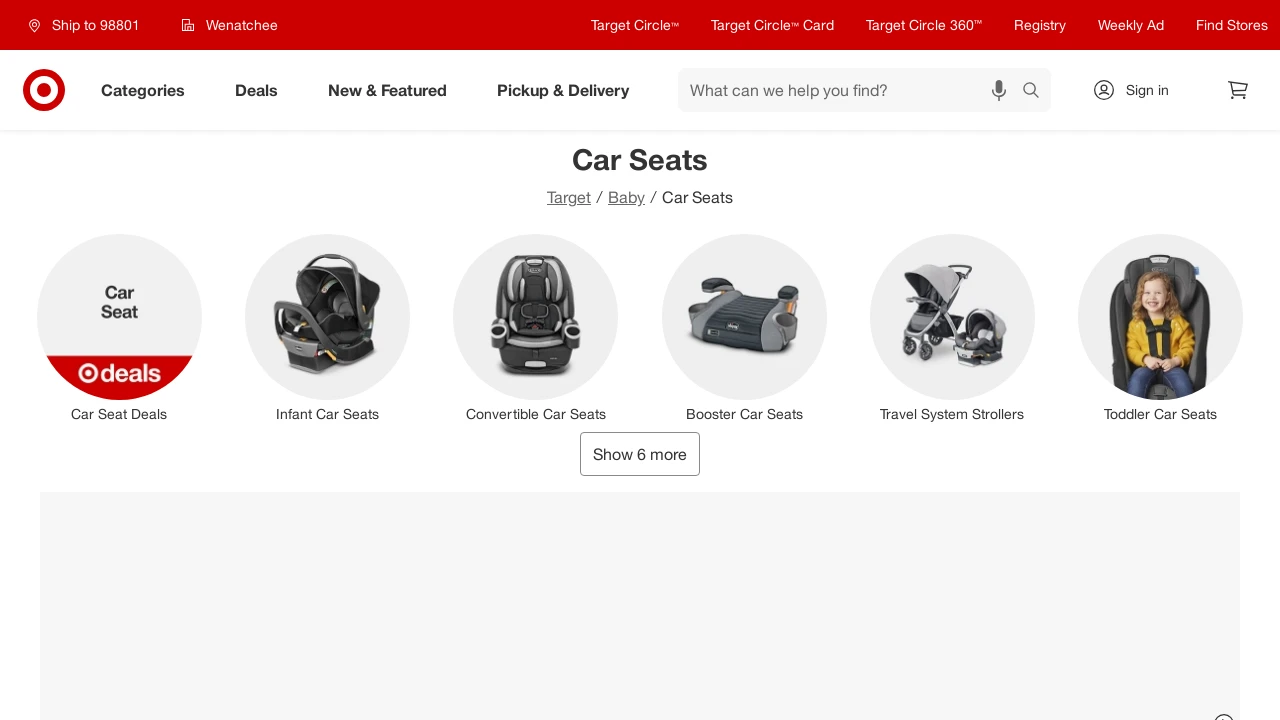 Ship to 98801
Wenatchee
Target Circle™
Target Circle™ Card
Target Circle 360™
Registry
Weekly Ad
Find Stores
Categories
Deals
New & Featured
Pickup & Delivery
What can we help you find?
Sign in
Car Seats
Target / Baby / Car Seats
Car
Seat
deals
Car Seat Deals
Infant Car Seats
Convertible Car Seats
Booster Car Seats
Travel System Strollers
Toddler Car Seats
Show 6 more